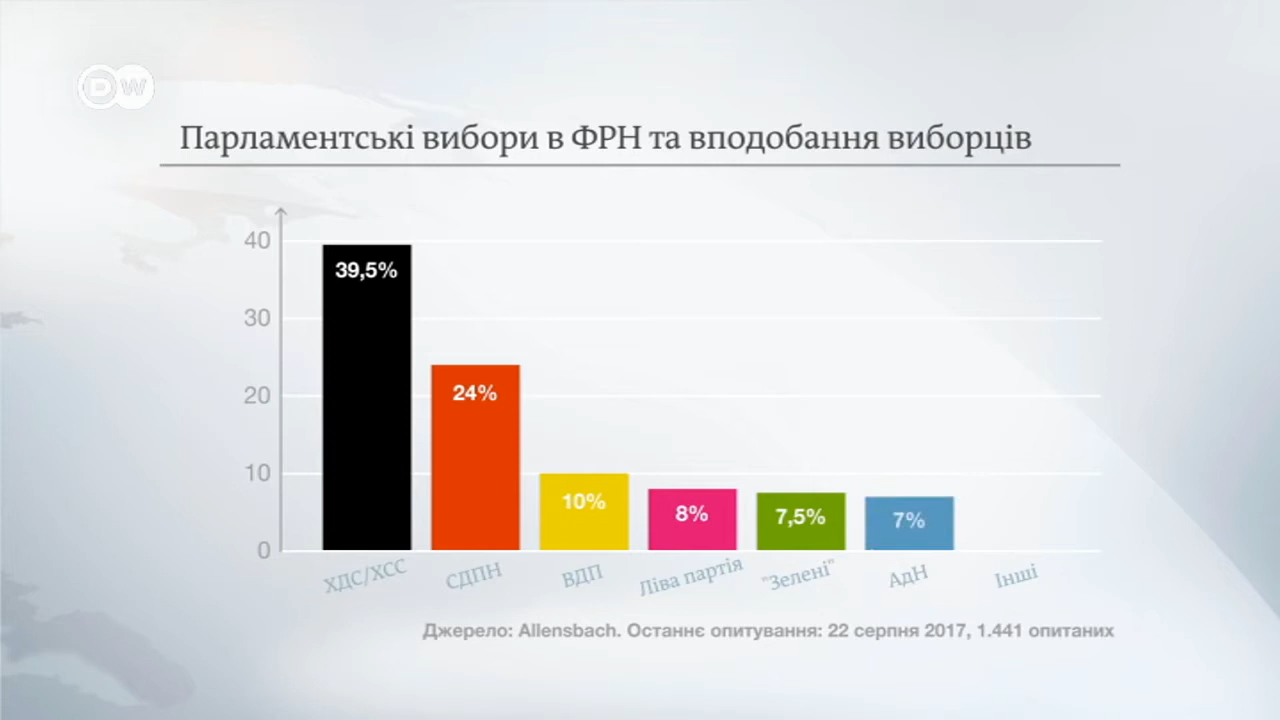 DW
Парламентські вибори в ФРН та вподобання виборців
40
30
20
10
0
39,5%
24%
10%
8%
7,5%
7%
ХДС/ХСС
СДПН
ВДП
Ліва партія
"Зелені"
АдН
Інші
Джерело: Allensbach. Останнє опитування: 22 серпня 2017, 1.441 опитаних